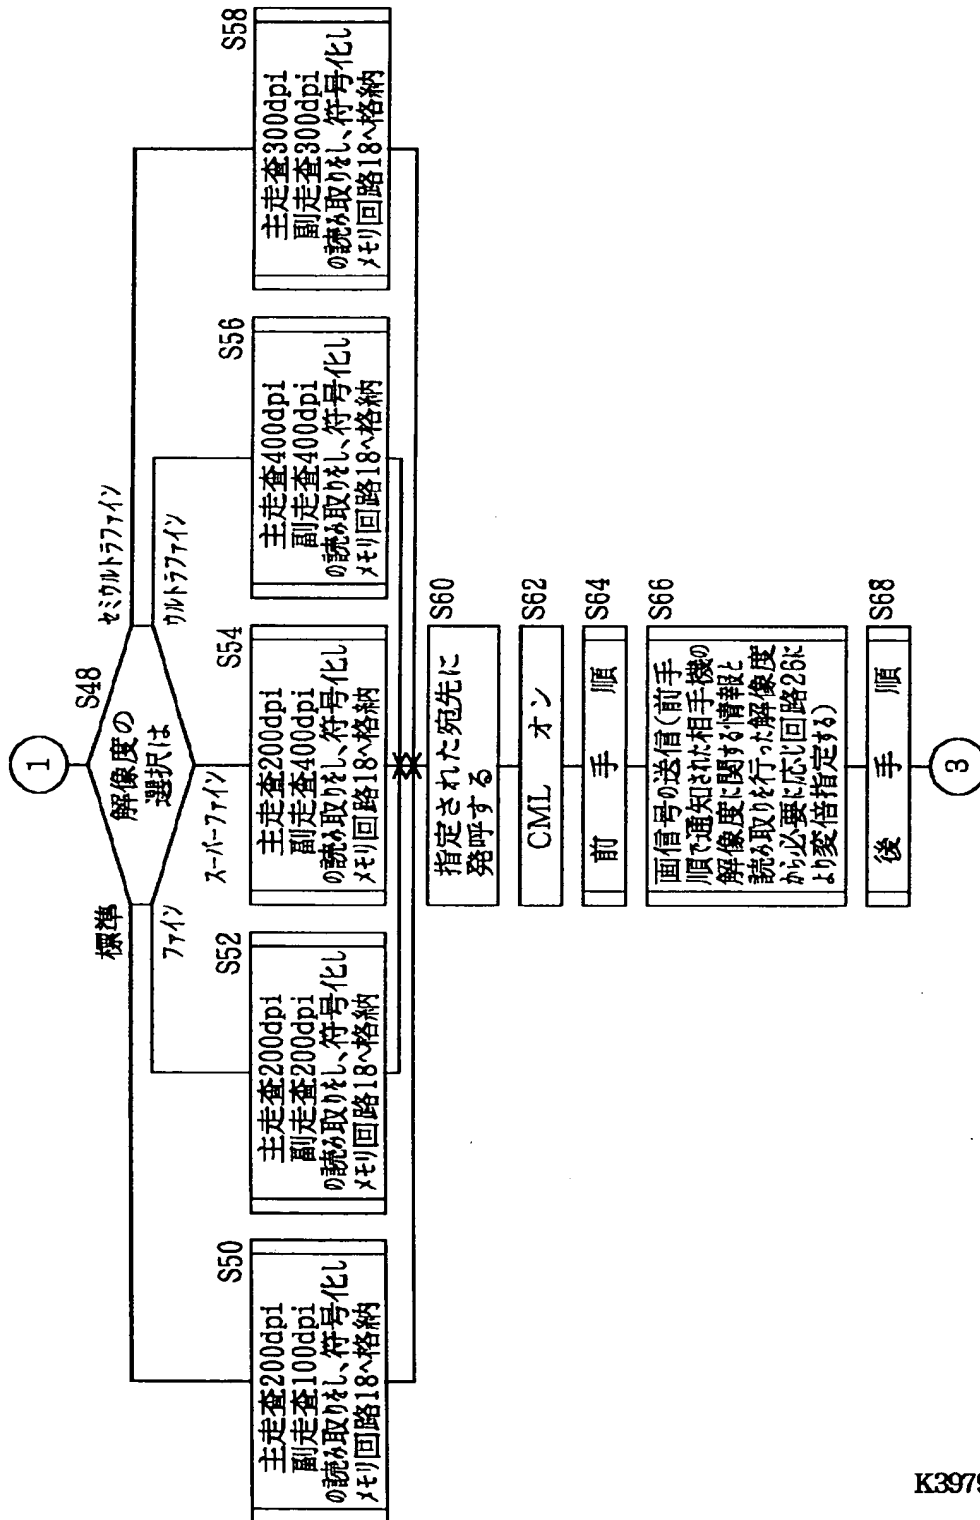 1
S48
解像度の
選択は
標準
ファイン
スーパーファイン
ウルトラファイン
セミウルトラファイン
S50
主走査200dpi
副走査100dpi
の読み取りをし、符号化し
メモリ回路18へ格納
S52
主走査200dpi
副走査200dpi
の読み取りをし、符号化し
メモリ回路18へ格納
S54
主走査200dpi
副走査400dpi
の読み取りをし、符号化し
メモリ回路18へ格納
S56
主走査400dpi
副走査400dpi
の読み取りをし、符号化し
メモリ回路18へ格納
S58
主走査300dpi
副走査300dpi
の読み取りをし、符号化し
メモリ回路18へ格納
S60
指定された宛先に
発呼する
S62
CML オン
S64
前 手 順
S66
画信号の送信(前手
順で通知された相手機の
解像度に関する情報と
読み取りを行った解像度
から必要に応じ回路26に
より変倍指定する)
S68
後 手 順
3
K3979